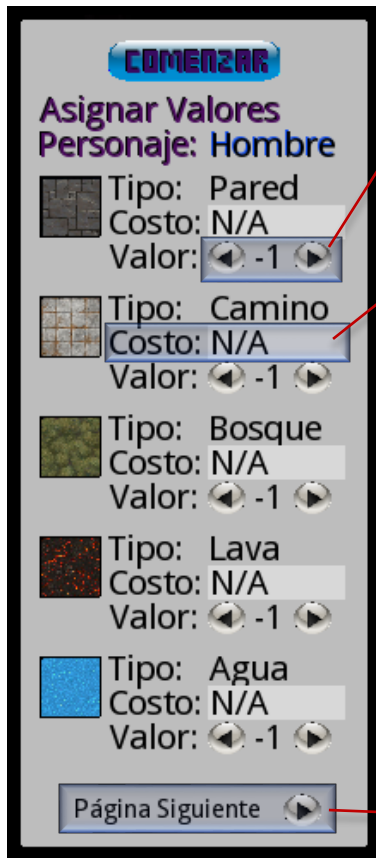 COMENZAR
Asignar Valores
Personaje: Hombre
Tipo: Pared
Costo: N/A
Valor: -1
Tipo: Camino
Costo: N/A
Valor: -1
Tipo: Bosque
Costo: N/A
Valor: -1
Tipo: Lava
Costo: N/A
Valor: -1
Tipo: Agua
Costo: N/A
Valor: -1
Página Siguiente